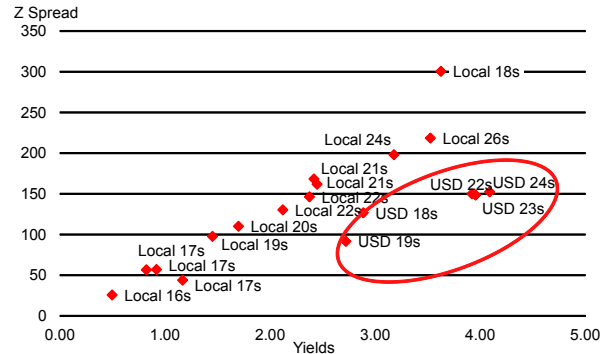 Z Spread
350
300
Local 18s
250
Local 26s
Local 24s
200
Local 21s
Local 21s
USD 22s
USD 24s
150
Local 22s
USD 23s
Local 22s
USD 18s
Local 20s
100
Local 19s
USD 19s
Local 17s
Local 17s
50
Local 17s
Local 16s
0
0.00
1.00
2.00
3.00
4.00
5.00
Yields